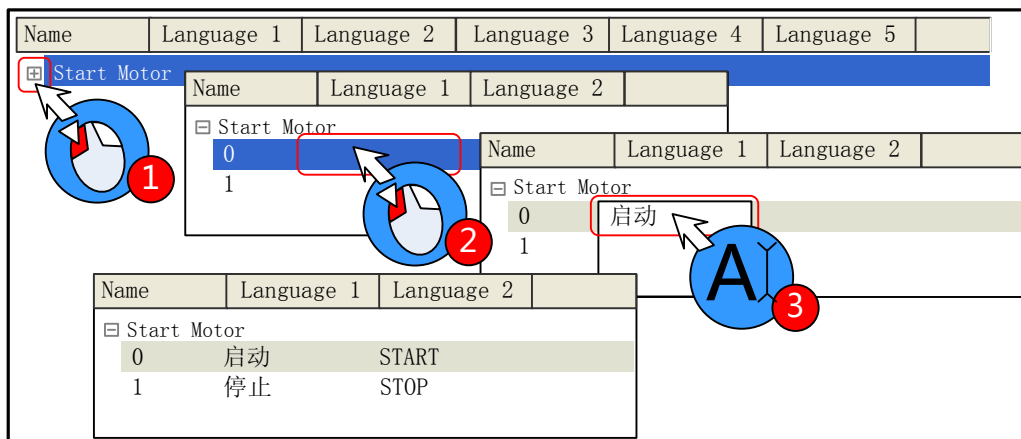 Name Language 1 Language 2 Language 3 Language 4 Language 5
Start Motor
1
Name Language 1 Language 2
Start Motor
0
1
2
Name Language 1 Language 2
Start Motor
0 启动
1
A
3
Name Language 1 Language 2
Start Motor
0 启动 START
1 停止 STOP